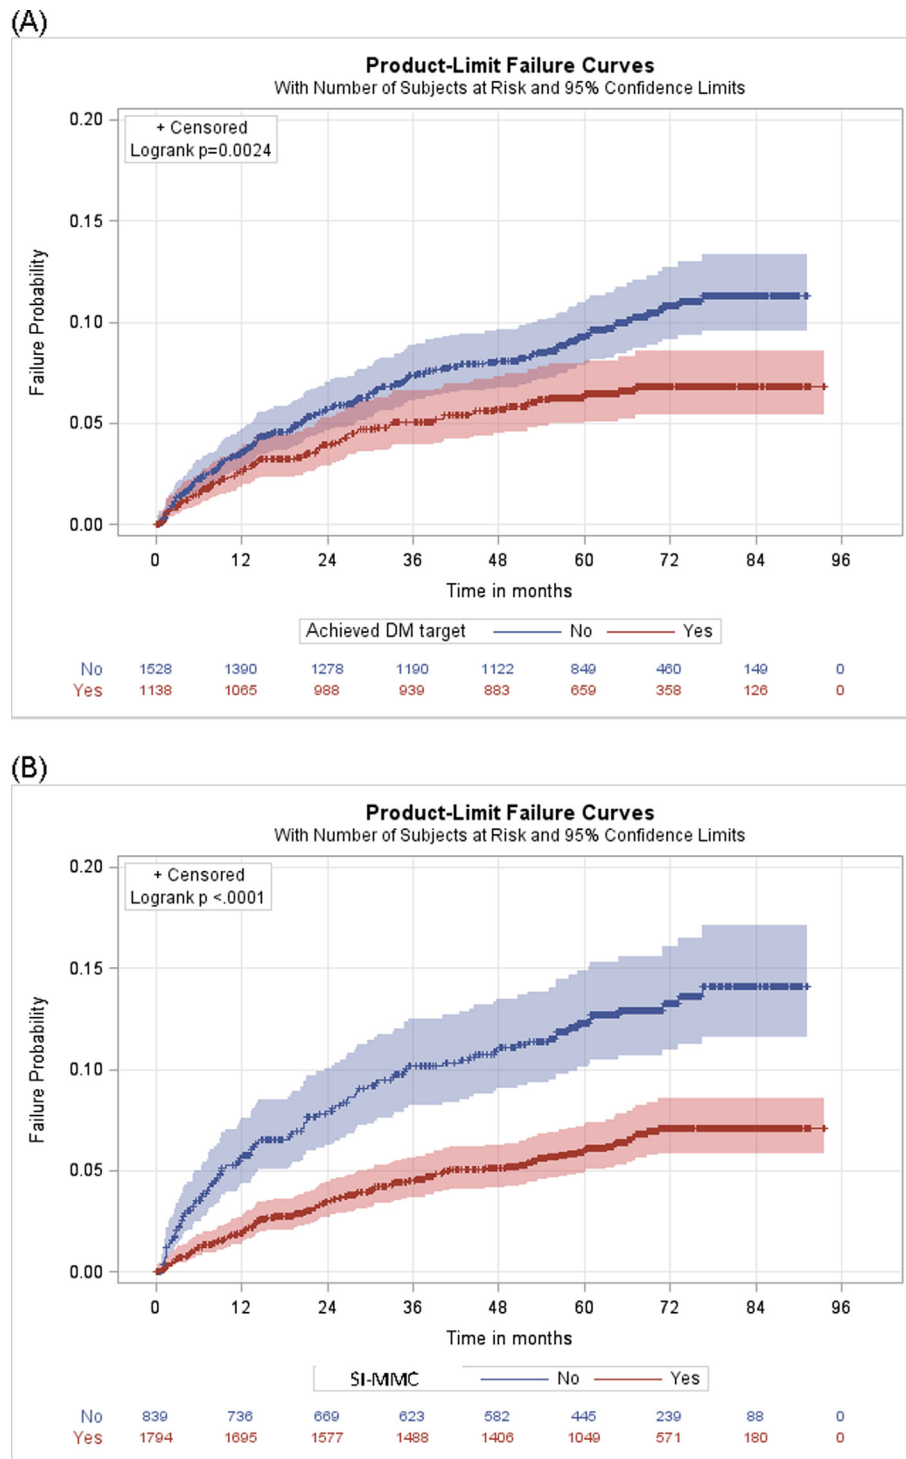 (A)
Product-Limit Failure Curves
With Number of Subjects at Risk and 95% Confidence Limits
+ Censored
Logrank p=0.0024
0.20
0.15
0.10
0.05
0.00
Failure Probability
0 12 24 36 48 60 72 84 96
Time in months
Achieved DM target No Yes
No 1528 1390 1278 1190 1122 849 460 149 0
Yes 1138 1065 988 939 883 659 358 126 0
(B)
Product-Limit Failure Curves
With Number of Subjects at Risk and 95% Confidence Limits
+ Censored
Logrank p <.0001
0.20
0.15
0.10
0.05
0.00
Failure Probability
0 12 24 36 48 60 72 84 96
Time in months
SI-MMC No Yes
No 839 736 669 623 582 445 239 88 0
Yes 1794 1695 1577 1488 1406 1049 571 180 0